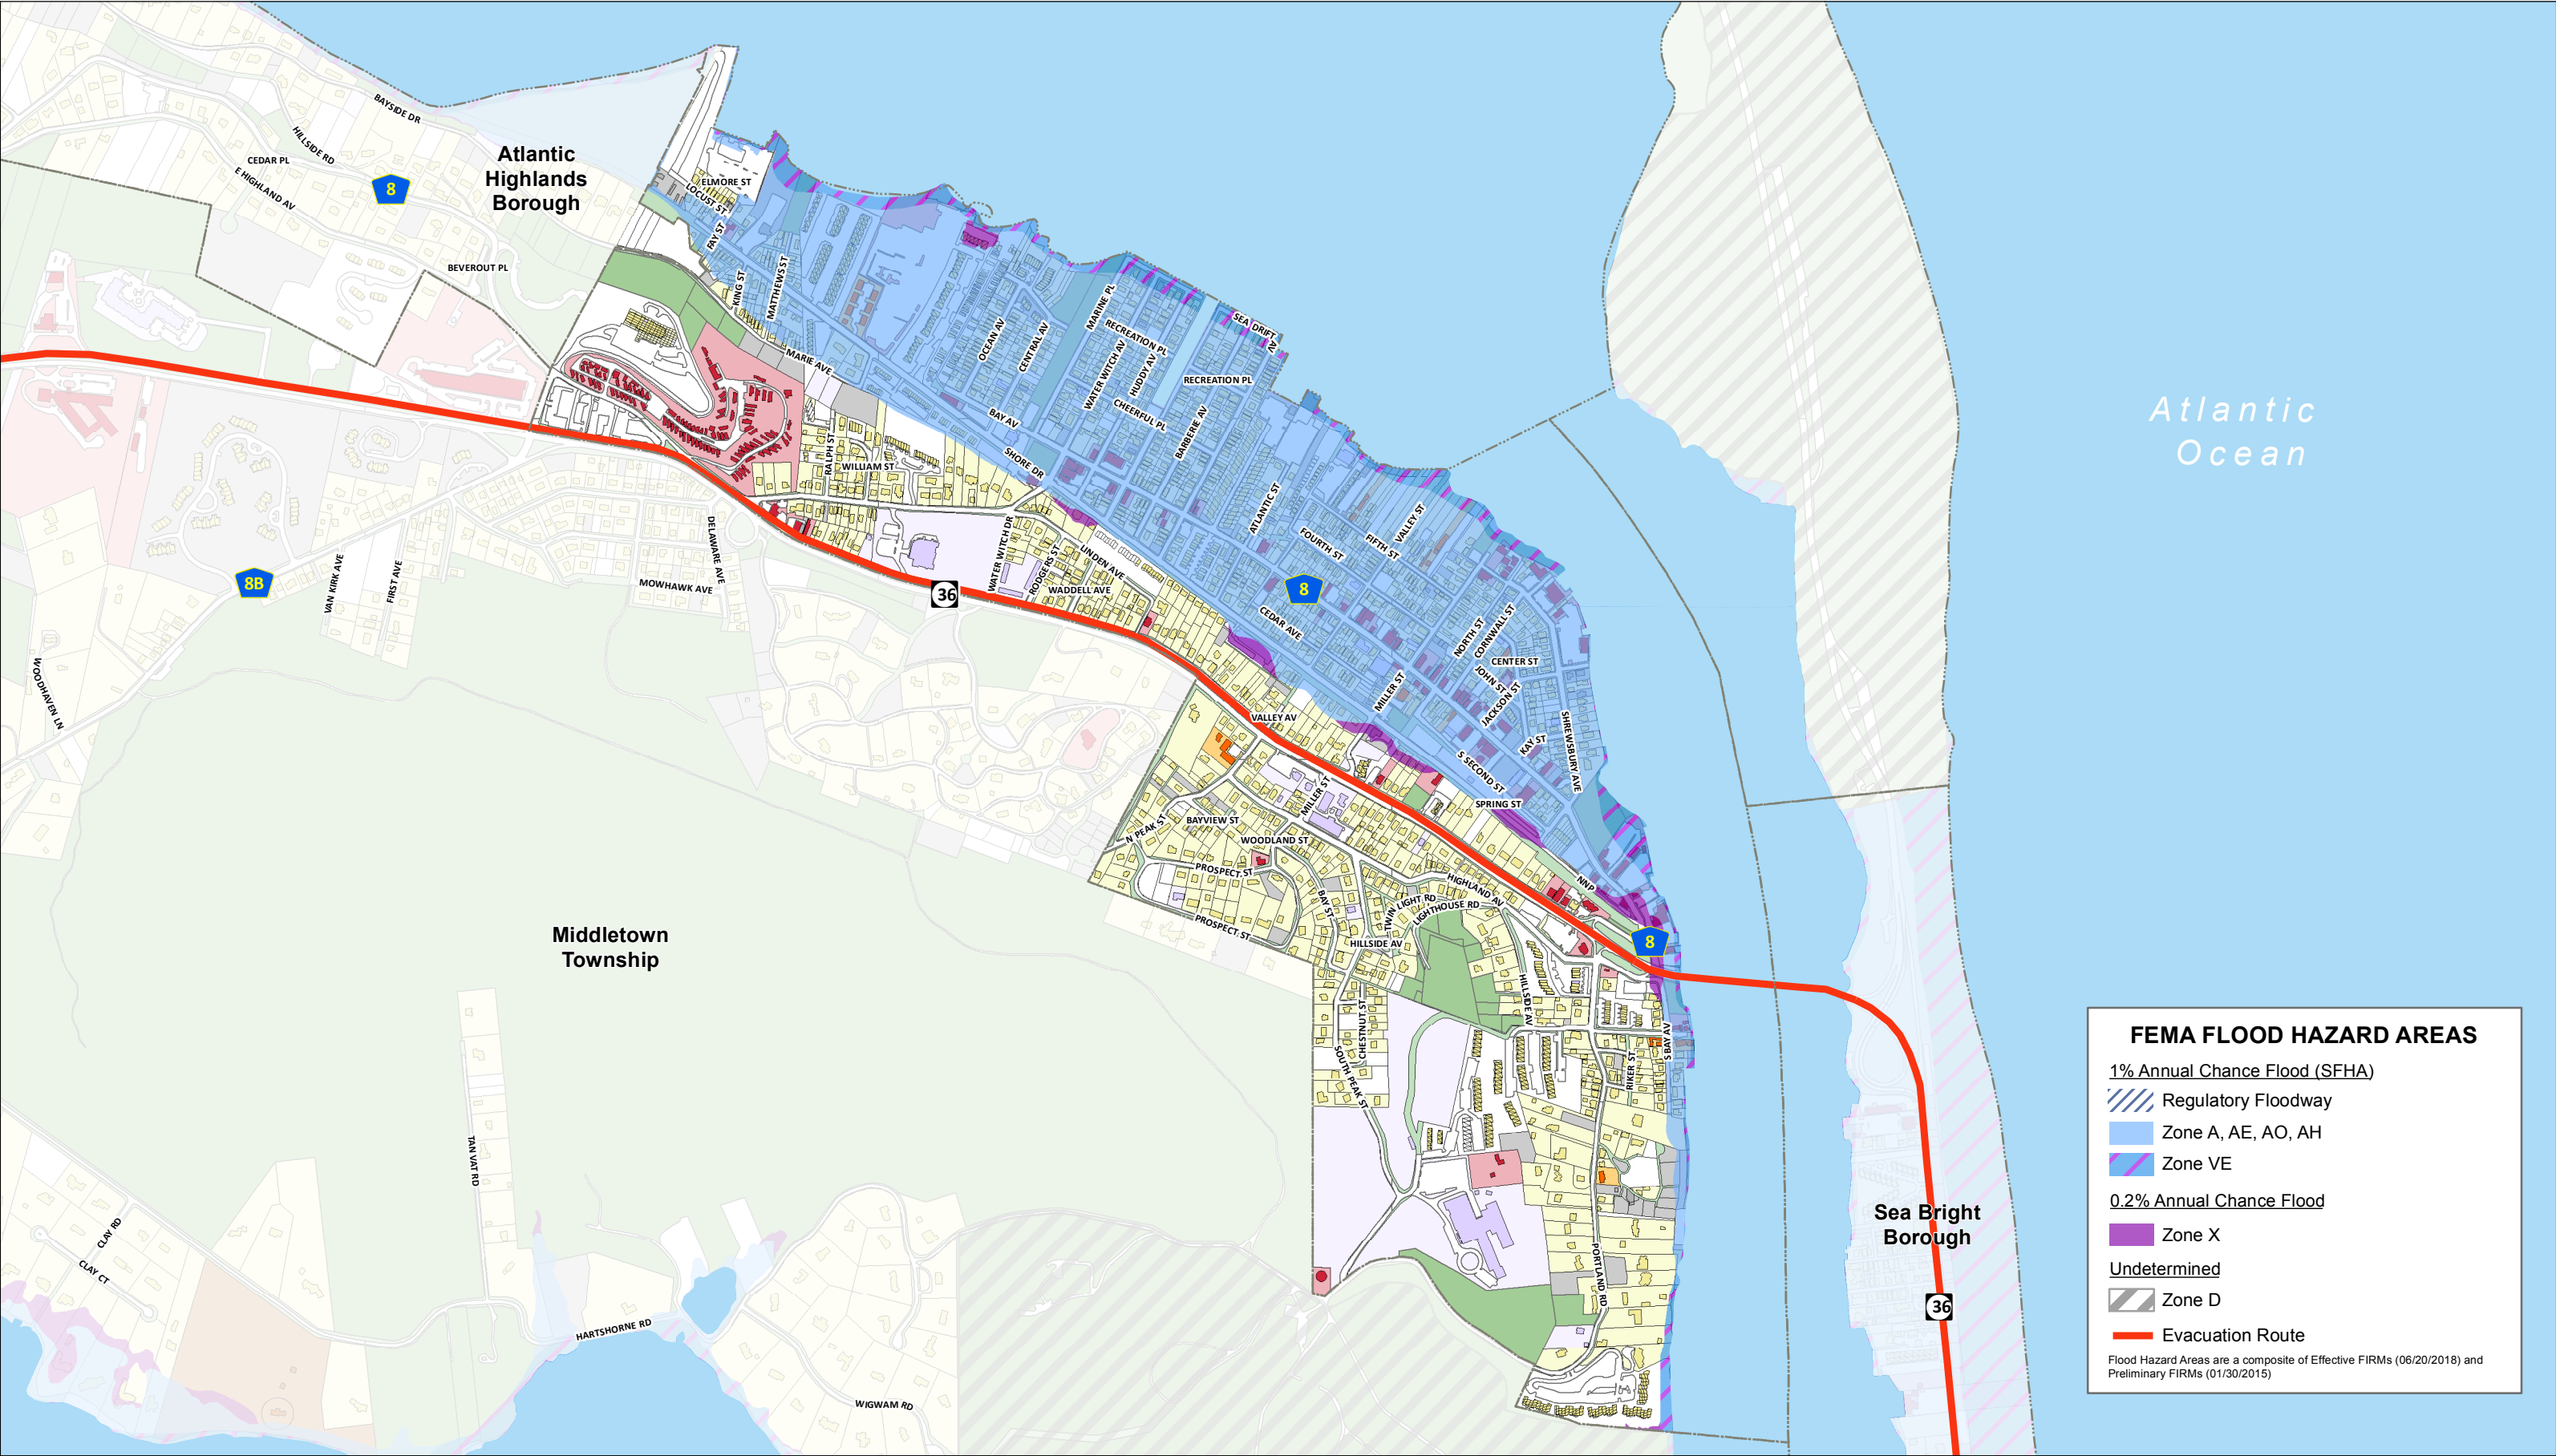 BAYSIDE DR
HILLSIDE RD
CEDAR PL
E HIGHLAND AV
8
Atlantic
Highlands
Borough
BEVEROUT PL
ELMORE ST
LOCUST ST
FAY ST
KING ST
MATTHEWS ST
MARIE AVE
OCEAN AV
CENTRAL AV
MARINE PL
RECREATION PL
WATER WITCH AV
HUDDY AV
CHEERFUL PL
SEA DRIFT AV
RECREATION PL
BARBERIE AV
BAY AV
SHORE DR
RALPH ST
WILLIAM ST
Atlantic
Ocean
ATLANTIC ST
FOURTH ST
FIFTH ST
VALLEY ST
8B
VAN KIRK AVE
FIRST AVE
DELAWARE AVE
MOWHAWK AVE
36
WATER WITCH DR
RODGERS ST
LINDEN AVE
WADDELL AVE
8
CEDAR AVE
NORTH ST
CORNWALL ST
CENTER ST
JOHN ST
JACKSON ST
MILLER ST
KAY ST
SHREWSBURY AVE
WOODHAVEN LN
VALLEY AV
S SECOND ST
SPRING ST
MILLER ST
N PEAK ST
BAYVIEW ST
WOODLAND ST
PROSPECT ST
PROSPECT ST
BAY ST
HIGHLAND AV
NNP
TWIN LIGHT RD
LIGHTHOUSE RD
HILLSIDE AV
8
Middletown
Township
HILLSIDE AV
CHESTNUT ST
SOUTH PEAK ST
RIKER ST
S BAY AV
TAN VAT RD
CLAY RD
CLAY CT
PORTLAND RD
HARTSHORNE RD
WIGWAM RD
Sea Bright
Borough
36
FEMA FLOOD HAZARD AREAS
1% Annual Chance Flood (SFHA)
Regulatory Floodway
Zone A, AE, AO, AH
Zone VE
0.2% Annual Chance Flood
Zone X
Undetermined
Zone D
Evacuation Route
Flood Hazard Areas are a composite of Effective FIRMs (06/20/2018) and
Preliminary FIRMs (01/30/2015)